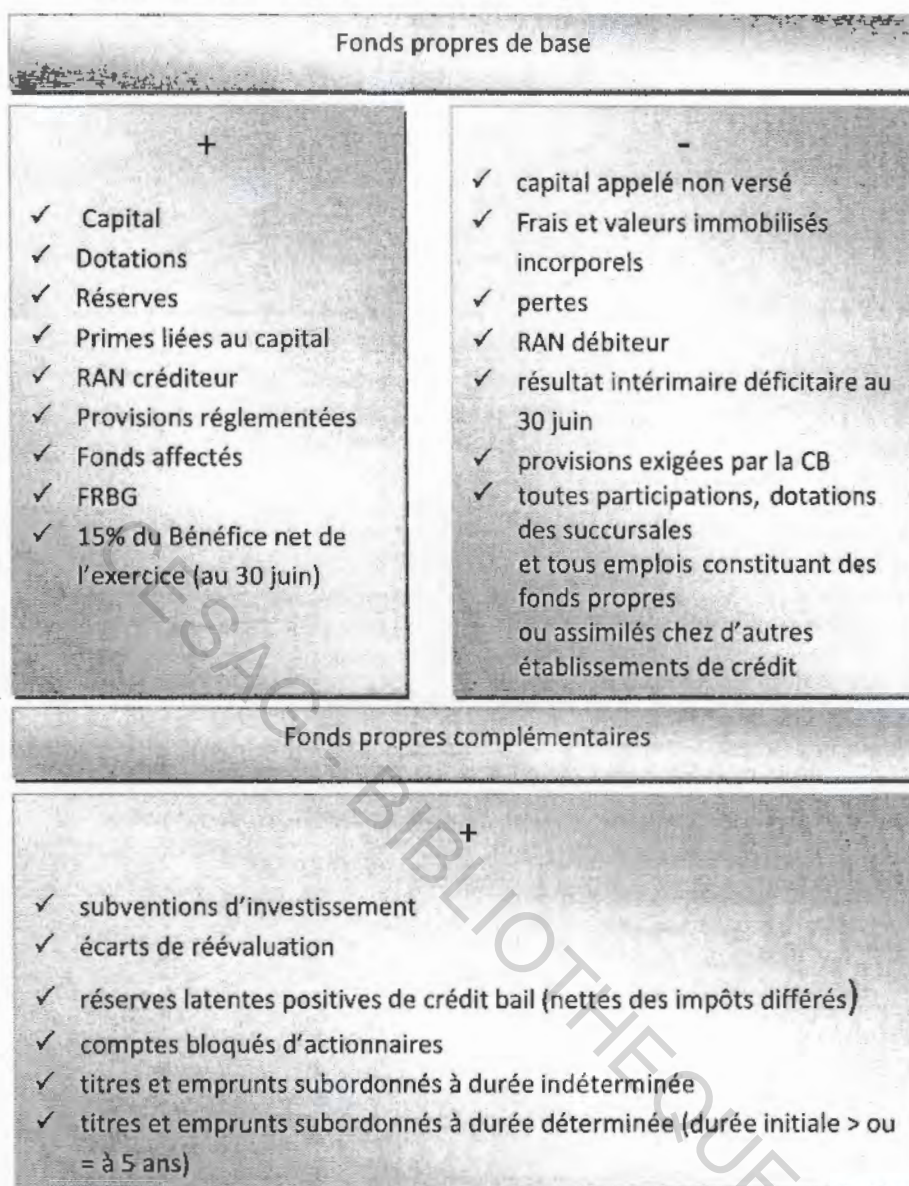 Fonds propres de base
+
✓ Capital
✓ Dotations
✓ Réserves
✓ Primes liées au capital
✓ RAN créditeur
✓ Provisions réglementées
✓ Fonds affectés
✓ FRBG
✓ 15% du Bénéfice net de
l'exercice (au 30 juin)
-
✓ capital appelé non versé
✓ Frais et valeurs immobilisés
incorporels
✓ pertes
✓ RAN débiteur
✓ résultat intérimaire déficitaire au
30 juin
✓ provisions exigées par la CB
✓ toutes participations, dotations
des succursales
et tous emplois constituant des
fonds propres
ou assimilés chez d'autres
établissements de crédit
Fonds propres complémentaires
+
✓ subventions d'investissement
✓ écarts de réévaluation
✓ réserves latentes positives de crédit bail (nettes des impôts différés)
✓ comptes bloqués d'actionnaires
✓ titres et emprunts subordonnés à durée indéterminée
✓ titres et emprunts subordonnés à durée déterminée (durée initiale > ou
= à 5 ans)
CESAG - BIBLIOTHEQUE